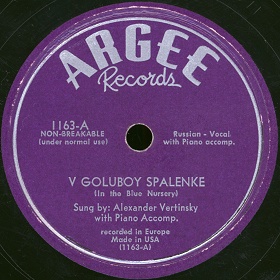 ARGEE
Records
1163-A
NON-BREAKABLE
(under normal use)
Russian - Vocal
with Piano accomp.
V GOLUBOY SPALENKE
(In the Blue Nursery)
Sung by: Alexander Vertinsky
with Piano Accomp.
recorded in Europe
Made in USA
(1163-A)